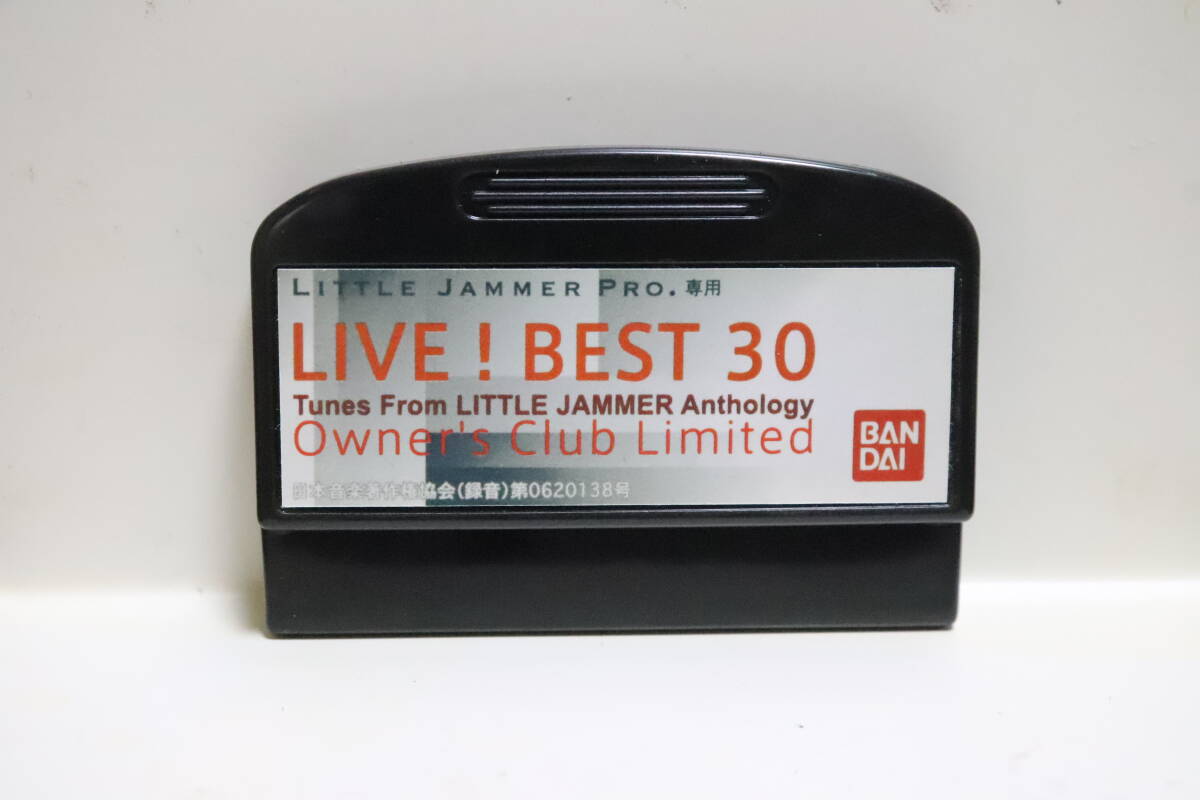 LITTLE JAMMER PRO. 専用
LIVE ! BEST 30
Tunes From LITTLE JAMMER Anthology
Owner's Club Limited
BAN
DAI
日本音楽著作権協会(録音)第0620138号